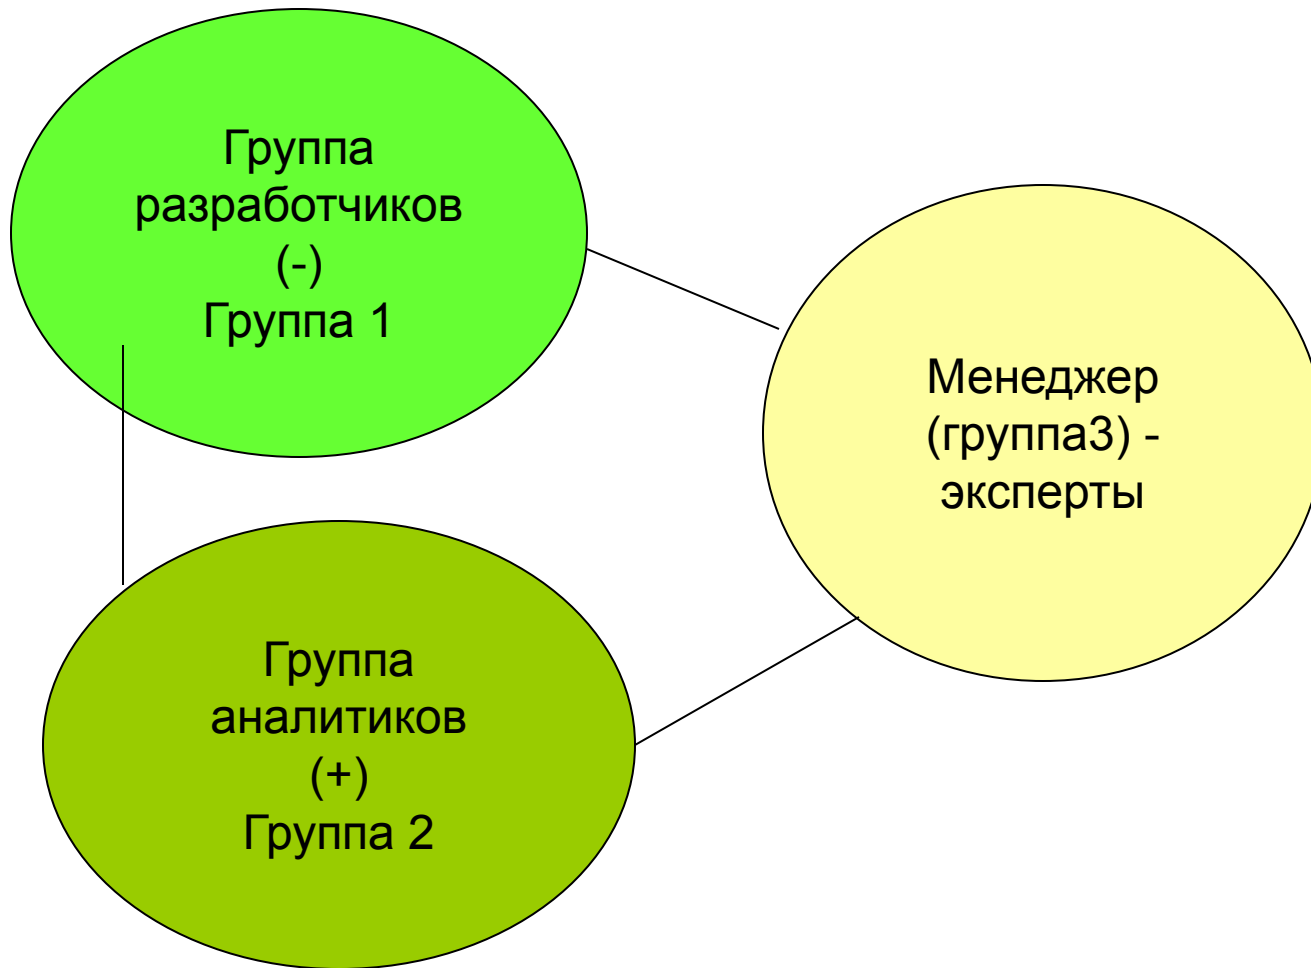 Группа
разработчиков
(-)
Группа 1
Менеджер
(группа3) -
эксперты
Группа
аналитиков
(+)
Группа 2